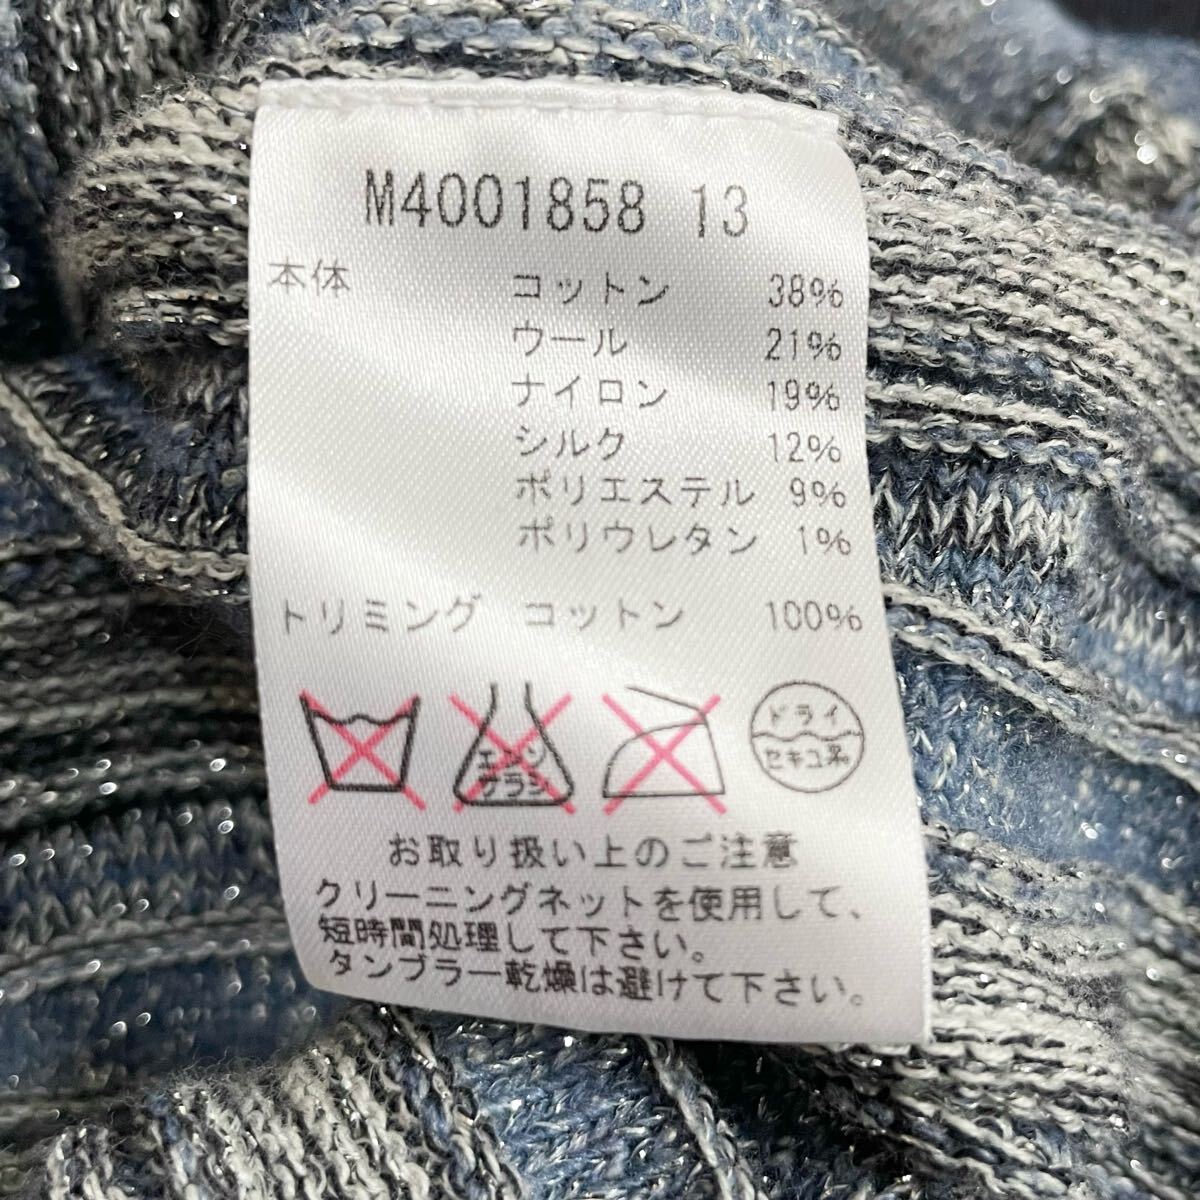 M4001858 13
本体 コットン 38%
ウール 21%
ナイロン 19%
シルク 12%
ポリエステル 9%
ポリウレタン 1%
トリミング コットン 100%
エンソ
サラシ
ドライ
セキユ系
お取り扱い上のご注意
クリーニングネットを使用して、
短時間処理して下さい。
タンブラー乾燥は避けて下さい。